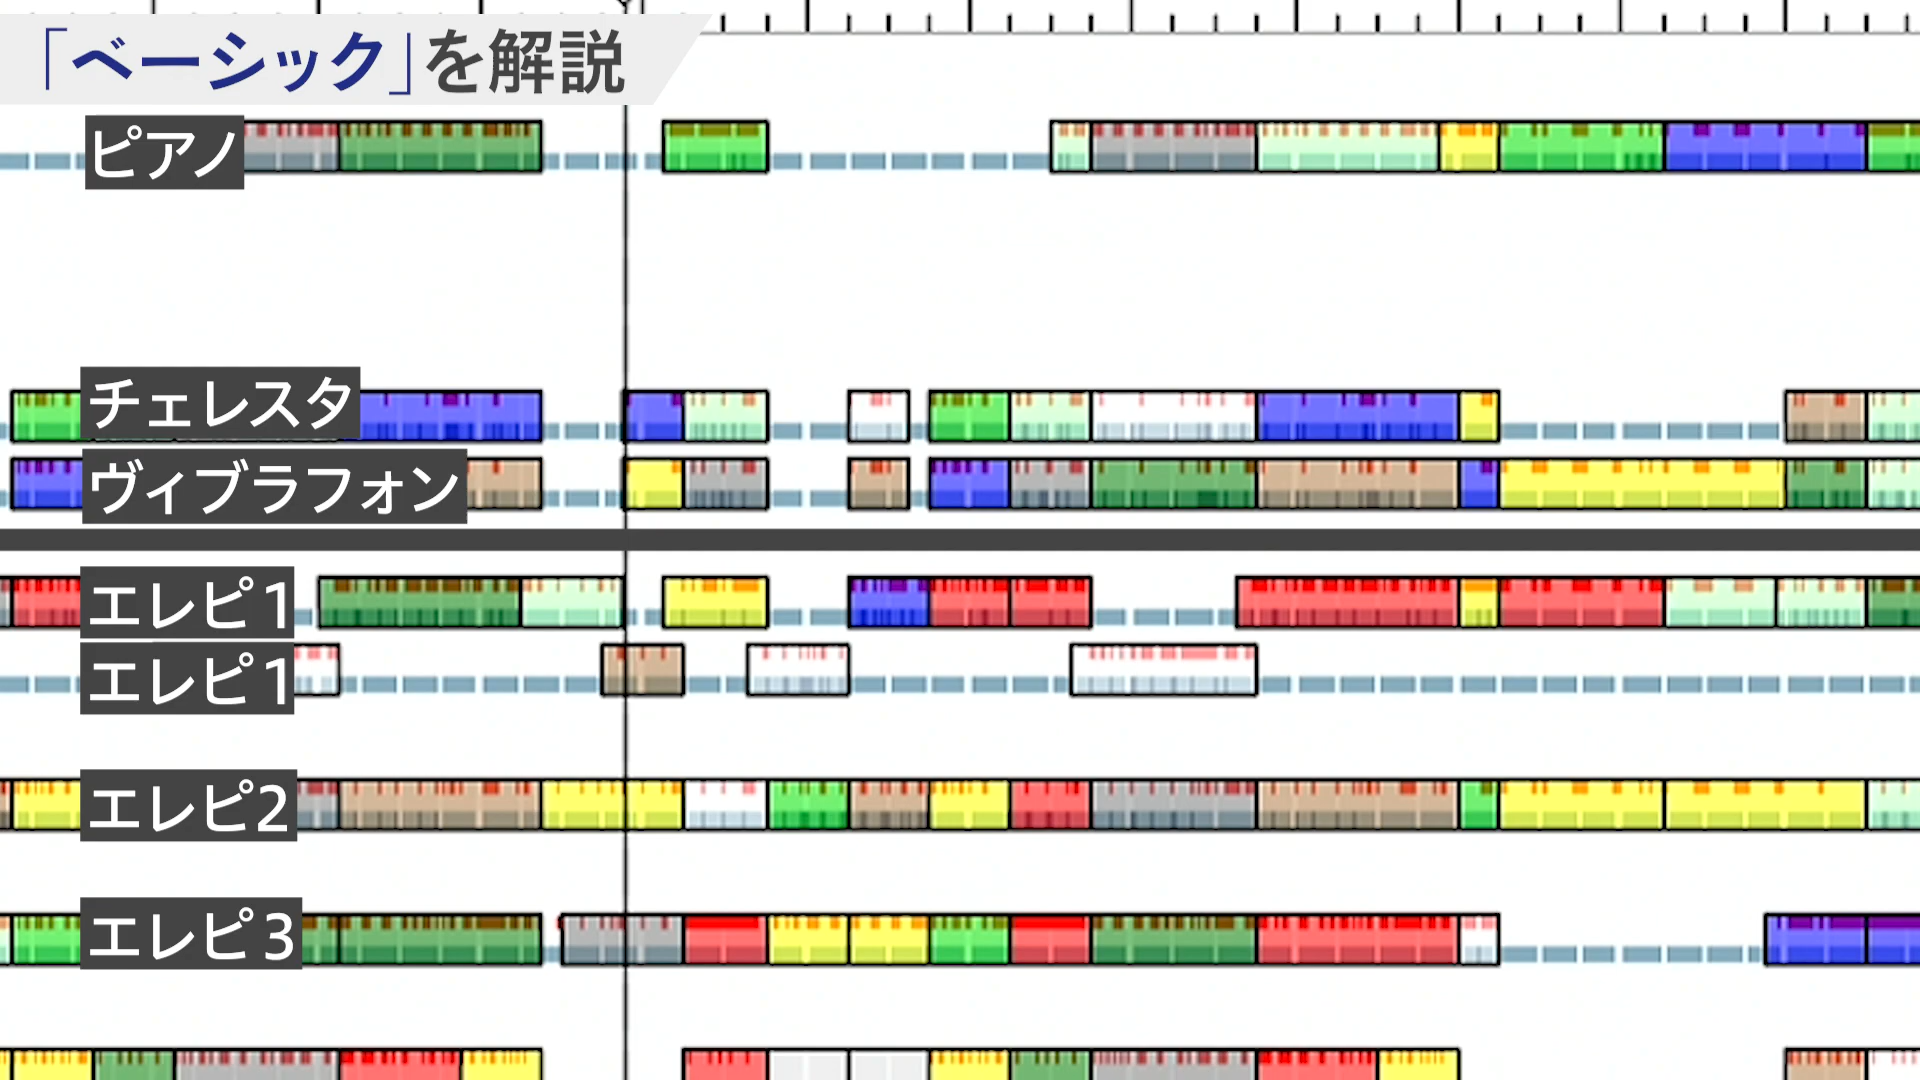 「ベーシック」を解説
ピアノ
チェレスタ
ヴィブラフォン
エレピ1
エレピ1
エレピ2
エレピ3